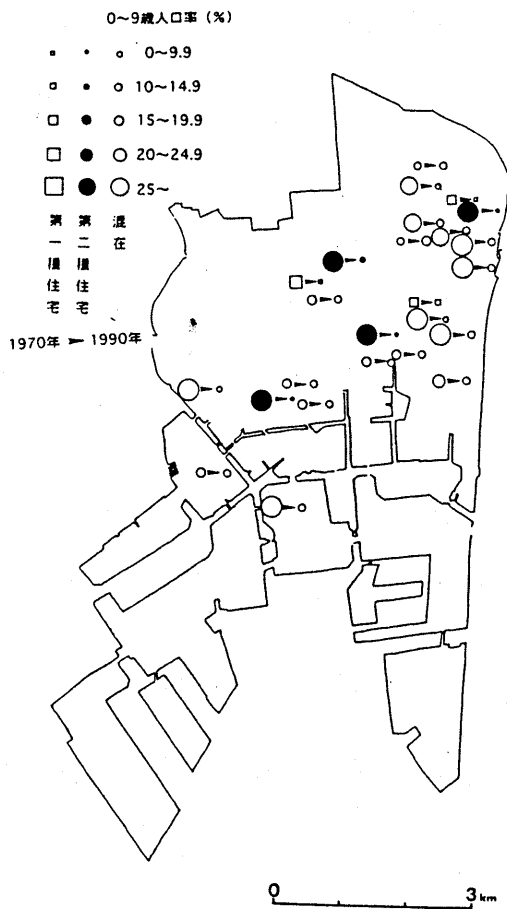 0〜9歳人口率(%)
0〜9.9
10〜14.9
15〜19.9
20〜24.9
25〜
第一種住宅
第二種住宅
混在
1970年 ► 1990年
0 3km